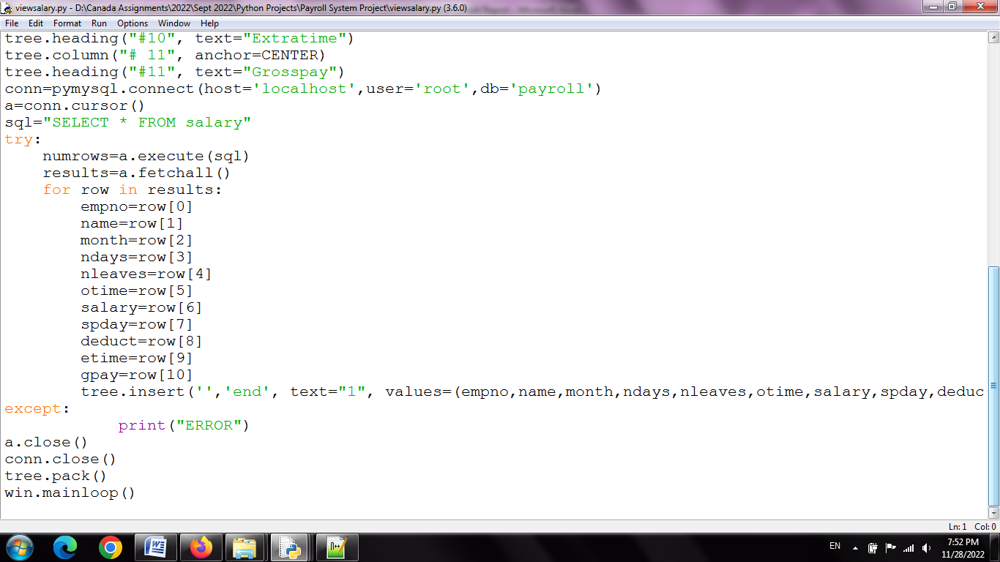 viewsalary.py - D:\Canada Assignments\2022\Sept 2022\Python Projects\Payroll System Project\viewsalary.py (3.6.0)
File Edit Format Run Options Window Help
tree.heading("#10", text="Extratime")
tree.column("# 11", anchor=CENTER)
tree.heading("#11", text="Grosspay")
conn=pymysql.connect(host='localhost',user='root',db='payroll')
a=conn.cursor()
sql="SELECT * FROM salary"
try:
    numrows=a.execute(sql)
    results=a.fetchall()
    for row in results:
        empno=row[0]
        name=row[1]
        month=row[2]
        ndays=row[3]
        nleaves=row[4]
        otime=row[5]
        salary=row[6]
        spday=row[7]
        deduct=row[8]
        etime=row[9]
        gpay=row[10]
        tree.insert('','end', text="1", values=(empno,name,month,ndays,nleaves,otime,salary,spday,deduc
except:
            print("ERROR")
a.close()
conn.close()
tree.pack()
win.mainloop()
Ln: 1 Col: 0
EN
7:52 PM
11/28/2022